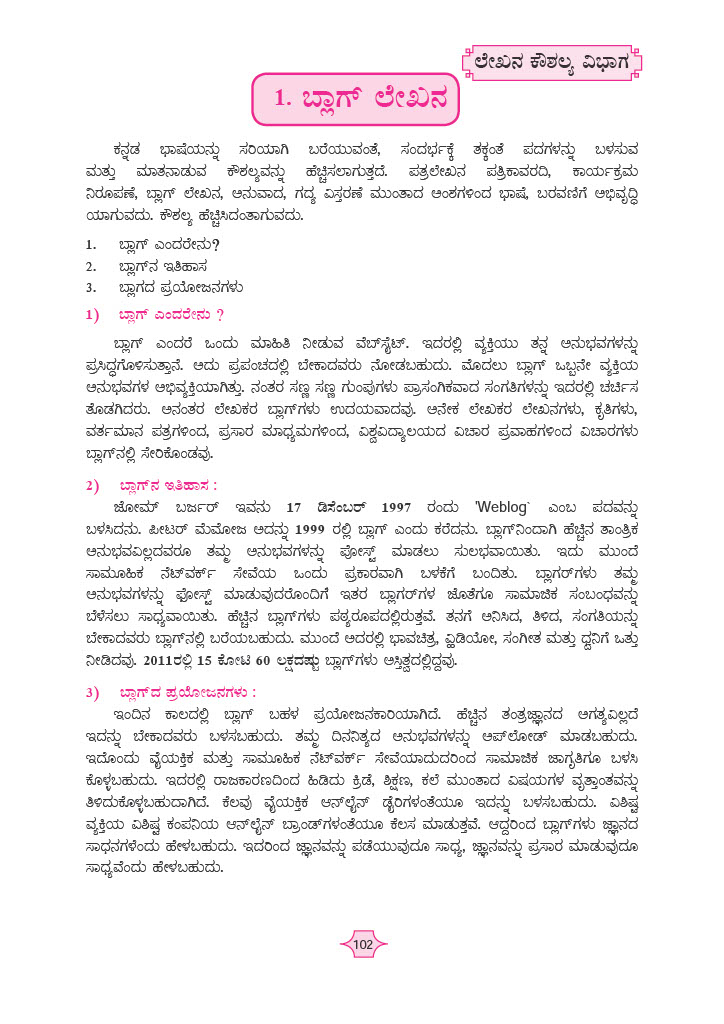 ಲೇಖನ ಕೌಶಲ್ಯ ವಿಭಾಗ
1. ಬ್ಲಾಗ್ ಲೇಖನ
ಕನ್ನಡ ಭಾಷೆಯನ್ನು ಸರಿಯಾಗಿ ಬರೆಯುವಂತೆ, ಸಂದರ್ಭಕ್ಕೆ ತಕ್ಕಂತೆ ಪದಗಳನ್ನು ಬಳಸುವ
ಮತ್ತು ಮಾತನಾಡುವ ಕೌಶಲ್ಯವನ್ನು ಹೆಚ್ಚಿಸಲಾಗುತ್ತದೆ. ಪತ್ರಲೇಖನ ಪತ್ರಿಕಾವರದಿ, ಕಾರ್ಯಕ್ರಮ
ನಿರೂಪಣೆ, ಬ್ಲಾಗ್ ಲೇಖನ, ಅನುವಾದ, ಗದ್ಯ ವಿಸ್ತರಣೆ ಮುಂತಾದ ಅಂಶಗಳಿಂದ ಭಾಷೆ, ಬರವಣಿಗೆ ಅಭಿವೃದ್ಧಿ
ಯಾಗುವದು. ಕೌಶಲ್ಯ ಹೆಚ್ಚಿಸಿದಂತಾಗುವದು.
1. ಬ್ಲಾಗ್ ಎಂದರೇನು?
2. ಬ್ಲಾಗ್‌ನ ಇತಿಹಾಸ
3. ಬ್ಲಾಗದ ಪ್ರಯೋಜನಗಳು
1) ಬ್ಲಾಗ್ ಎಂದರೇನು ?
ಬ್ಲಾಗ್ ಎಂದರೆ ಒಂದು ಮಾಹಿತಿ ನೀಡುವ ವೆಬ್‌ಸೈಟ್. ಇದರಲ್ಲಿ ವ್ಯಕ್ತಿಯು ತನ್ನ ಅನುಭವಗಳನ್ನು
ಪ್ರಸಿದ್ಧಗೊಳಿಸುತ್ತಾನೆ. ಅದು ಪ್ರಪಂಚದಲ್ಲಿ ಬೇಕಾದವರು ನೋಡಬಹುದು. ಮೊದಲು ಬ್ಲಾಗ್ ಒಬ್ಬನೇ ವ್ಯಕ್ತಿಯ
ಅನುಭವಗಳ ಅಭಿವ್ಯಕ್ತಿಯಾಗಿತ್ತು. ನಂತರ ಸಣ್ಣ ಸಣ್ಣ ಗುಂಪುಗಳು ಪ್ರಾಸಂಗಿಕವಾದ ಸಂಗತಿಗಳನ್ನು ಇದರಲ್ಲಿ ಚರ್ಚಿಸ
ತೊಡಗಿದರು. ಅನಂತರ ಲೇಖಕರ ಬ್ಲಾಗ್‌ಗಳು ಉದಯವಾದವು. ಅನೇಕ ಲೇಖಕರ ಲೇಖನಗಳು, ಕೃತಿಗಳು,
ವರ್ತಮಾನ ಪತ್ರಗಳಿಂದ, ಪ್ರಸಾರ ಮಾಧ್ಯಮಗಳಿಂದ, ವಿಶ್ವವಿದ್ಯಾಲಯದ ವಿಚಾರ ಪ್ರವಾಹಗಳಿಂದ ವಿಚಾರಗಳು
ಬ್ಲಾಗ್‌ನಲ್ಲಿ ಸೇರಿಕೊಂಡವು.
2) ಬ್ಲಾಗ್‌ನ ಇತಿಹಾಸ :
ಜೋಮ್ ಬರ್ಜರ್ ಇವನು 17 ಡಿಸೆಂಬರ್ 1997 ರಂದು 'Weblog` ಎಂಬ ಪದವನ್ನು
ಬಳಸಿದನು. ಪೀಟರ್ ಮೆಮೋಜ ಅದನ್ನು 1999 ರಲ್ಲಿ ಬ್ಲಾಗ್ ಎಂದು ಕರೆದನು. ಬ್ಲಾಗ್‌ನಿಂದಾಗಿ ಹೆಚ್ಚಿನ ತಾಂತ್ರಿಕ
ಅನುಭವವಿಲ್ಲದವರೂ ತಮ್ಮ ಅನುಭವಗಳನ್ನು ಪೋಸ್ಟ್ ಮಾಡಲು ಸುಲಭವಾಯಿತು. ಇದು ಮುಂದೆ
ಸಾಮೂಹಿಕ ನೆಟ್‌ವರ್ಕ್ ಸೇವೆಯ ಒಂದು ಪ್ರಕಾರವಾಗಿ ಬಳಕೆಗೆ ಬಂದಿತು. ಬ್ಲಾಗರ್‌ಗಳು ತಮ್ಮ
ಅನುಭವಗಳನ್ನು ಪೋಸ್ಟ್ ಮಾಡುವುದರೊಂದಿಗೆ ಇತರ ಬ್ಲಾಗರ್‌ಗಳ ಜೊತೆಗೂ ಸಾಮಾಜಿಕ ಸಂಬಂಧವನ್ನು
ಬೆಳೆಸಲು ಸಾಧ್ಯವಾಯಿತು. ಹೆಚ್ಚಿನ ಬ್ಲಾಗ್‌ಗಳು ಪಠ್ಯರೂಪದಲ್ಲಿರುತ್ತವೆ. ತನಗೆ ಅನಿಸಿದ, ತಿಳಿದ, ಸಂಗತಿಯನ್ನು
ಬೇಕಾದವರು ಬ್ಲಾಗ್‌ನಲ್ಲಿ ಬರೆಯಬಹುದು. ಮುಂದೆ ಅದರಲ್ಲಿ ಭಾವಚಿತ್ರ, ವ್ಹಿಡಿಯೋ, ಸಂಗೀತ ಮತ್ತು ಧ್ವನಿಗೆ ಒತ್ತು
ನೀಡಿದವು. 2011ರಲ್ಲಿ 15 ಕೋಟಿ 60 ಲಕ್ಷದಷ್ಟು ಬ್ಲಾಗ್‌ಗಳು ಅಸ್ತಿತ್ವದಲ್ಲಿದ್ದವು.
3) ಬ್ಲಾಗ್‌ದ ಪ್ರಯೋಜನಗಳು :
ಇಂದಿನ ಕಾಲದಲ್ಲಿ ಬ್ಲಾಗ್ ಬಹಳ ಪ್ರಯೋಜನಕಾರಿಯಾಗಿದೆ. ಹೆಚ್ಚಿನ ತಂತ್ರಜ್ಞಾನದ ಅಗತ್ಯವಿಲ್ಲದೆ
ಇದನ್ನು ಬೇಕಾದವರು ಬಳಸಬಹುದು. ತಮ್ಮ ದಿನನಿತ್ಯದ ಅನುಭವಗಳನ್ನು ಅಪ್‌ಲೋಡ್ ಮಾಡಬಹುದು.
ಇದೊಂದು ವೈಯಕ್ತಿಕ ಮತ್ತು ಸಾಮೂಹಿಕ ನೆಟ್‌ವರ್ಕ್ ಸೇವೆಯಾದುದರಿಂದ ಸಾಮಾಜಿಕ ಜಾಗೃತಿಗೂ ಬಳಸಿ
ಕೊಳ್ಳಬಹುದು. ಇದರಲ್ಲಿ ರಾಜಕಾರಣದಿಂದ ಹಿಡಿದು ಕ್ರಿಡೆ, ಶಿಕ್ಷಣ, ಕಲೆ ಮುಂತಾದ ವಿಷಯಗಳ ವೃತ್ತಾಂತವನ್ನು
ತಿಳಿದುಕೊಳ್ಳಬಹುದಾಗಿದೆ. ಕೆಲವು ವೈಯಕ್ತಿಕ ಆನ್‌ಲೈನ್ ಡೈರಿಗಳಂತೆಯೂ ಇದನ್ನು ಬಳಸಬಹುದು. ವಿಶಿಷ್ಟ
ವ್ಯಕ್ತಿಯ ವಿಶಿಷ್ಟ ಕಂಪನಿಯ ಆನ್‌ಲೈನ್ ಬ್ರಾಂಡ್‌ಗಳಂತೆಯೂ ಕೆಲಸ ಮಾಡುತ್ತವೆ. ಆದ್ದರಿಂದ ಬ್ಲಾಗ್‌ಗಳು ಜ್ಞಾನದ
ಸಾಧನಗಳೆಂದು ಹೇಳಬಹುದು. ಇದರಿಂದ ಜ್ಞಾನವನ್ನು ಪಡೆಯುವುದೂ ಸಾಧ್ಯ, ಜ್ಞಾನವನ್ನು ಪ್ರಸಾರ ಮಾಡುವುದೂ
ಸಾಧ್ಯವೆಂದು ಹೇಳಬಹುದು.
102